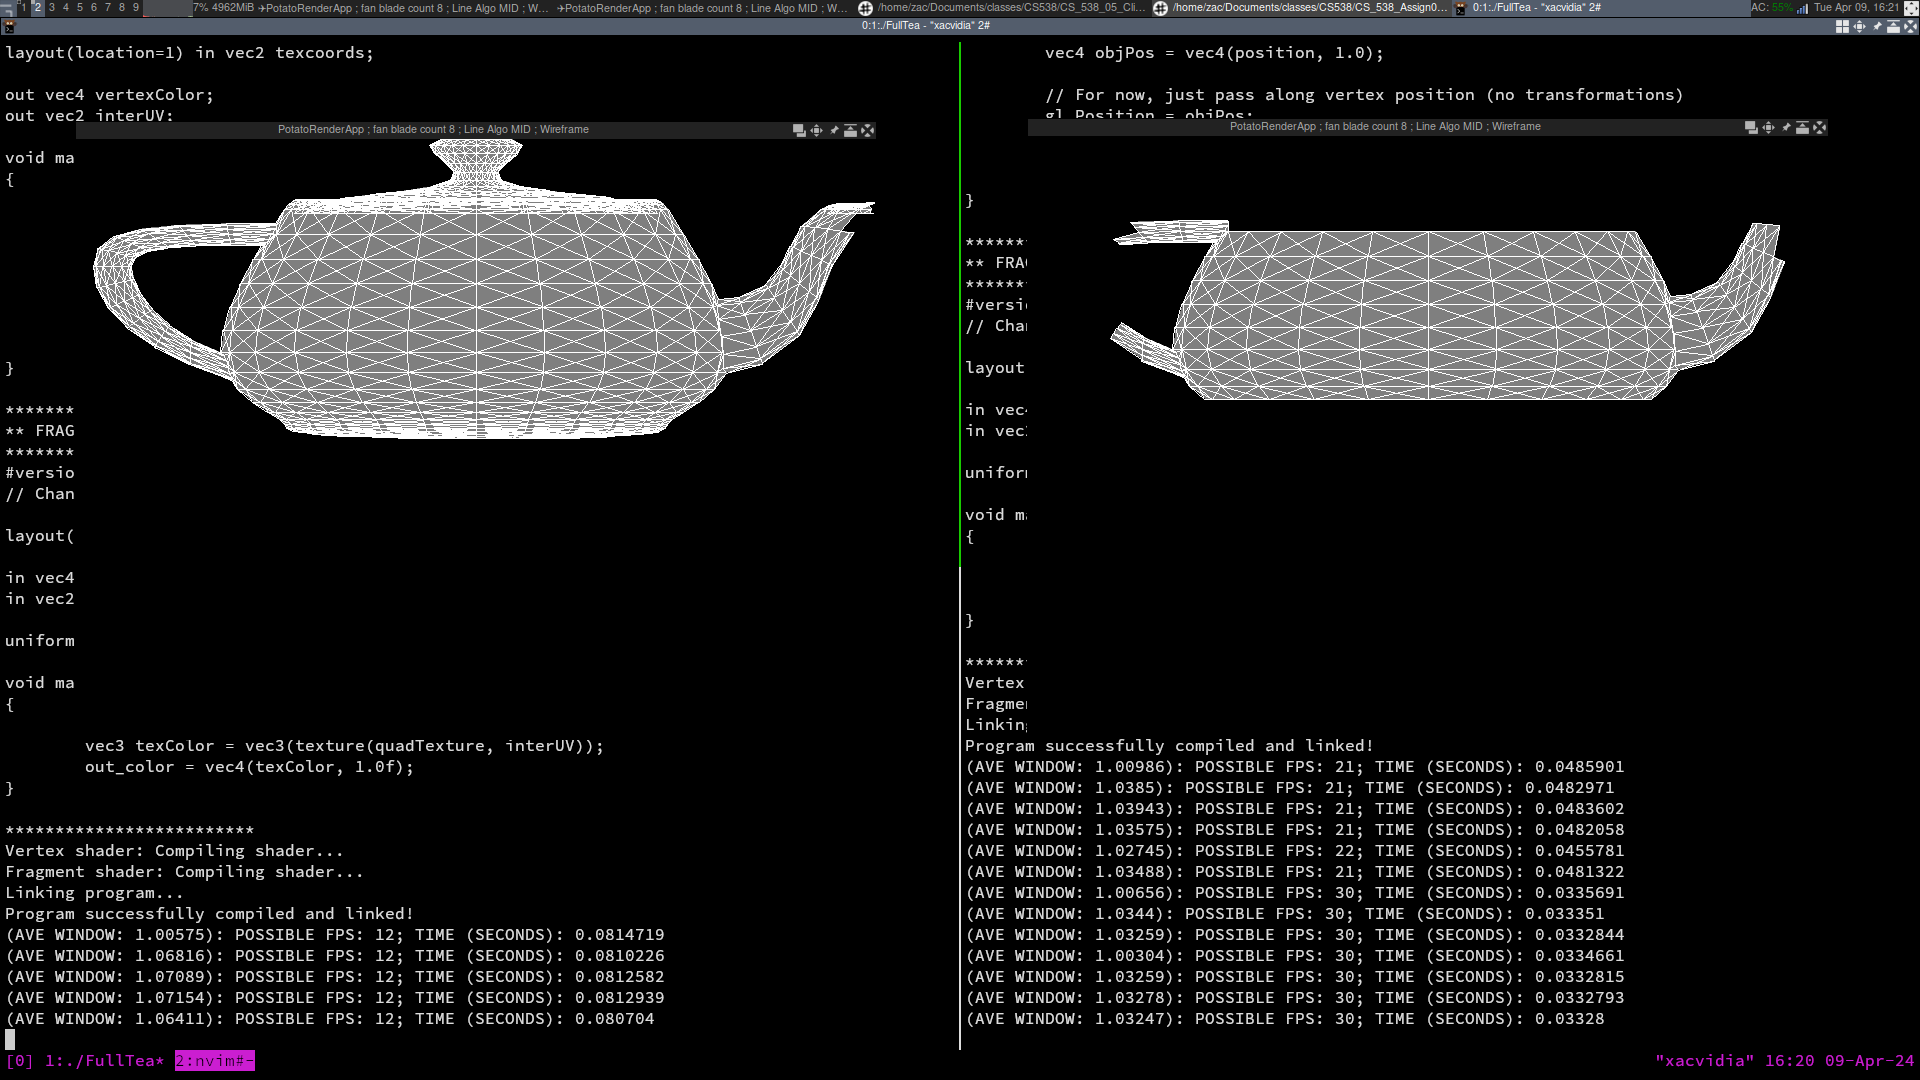 1 2 3 4 5 6 7 8 9 7% 4962MiB PotatoRenderApp ; fan blade count 8 ; Line Algo MID ; W... PotatoRenderApp ; fan blade count 8 ; Line Algo MID ; W... /home/zac/Documents/classes/CS538/CS_538_05_Cli... /home/zac/Documents/classes/CS538/CS_538_Assign0... 0:1:./FullTea - "xacvidia" 2# AC: 55% Tue Apr 09, 16:21
0:1:./FullTea - "xacvidia" 2#
layout(location=1) in vec2 texcoords;
out vec4 vertexColor;
out vec2 interUV;
PotatoRenderApp ; fan blade count 8 ; Line Algo MID ; Wireframe
void ma
{
}
*******
** FRAG
*******
#versio
// Chan
layout(
in vec4
in vec2
uniform
void ma
{
vec3 texColor = vec3(texture(quadTexture, interUV));
out_color = vec4(texColor, 1.0f);
}
*************************
Vertex shader: Compiling shader...
Fragment shader: Compiling shader...
Linking program...
Program successfully compiled and linked!
(AVE WINDOW: 1.00575): POSSIBLE FPS: 12; TIME (SECONDS): 0.0814719
(AVE WINDOW: 1.06816): POSSIBLE FPS: 12; TIME (SECONDS): 0.0810226
(AVE WINDOW: 1.07089): POSSIBLE FPS: 12; TIME (SECONDS): 0.0812582
(AVE WINDOW: 1.07154): POSSIBLE FPS: 12; TIME (SECONDS): 0.0812939
(AVE WINDOW: 1.06411): POSSIBLE FPS: 12; TIME (SECONDS): 0.080704
vec4 objPos = vec4(position, 1.0);
// For now, just pass along vertex position (no transformations)
gl_Position = objPos;
PotatoRenderApp ; fan blade count 8 ; Line Algo MID ; Wireframe
}
******
** FRA
******
#versi
// Cha
layout
in vec
in vec
unifor
void m
{
}
******
Vertex
Fragme
Linkin
Program successfully compiled and linked!
(AVE WINDOW: 1.00986): POSSIBLE FPS: 21; TIME (SECONDS): 0.0485901
(AVE WINDOW: 1.0385): POSSIBLE FPS: 21; TIME (SECONDS): 0.0482971
(AVE WINDOW: 1.03943): POSSIBLE FPS: 21; TIME (SECONDS): 0.0483602
(AVE WINDOW: 1.03575): POSSIBLE FPS: 21; TIME (SECONDS): 0.0482058
(AVE WINDOW: 1.02745): POSSIBLE FPS: 22; TIME (SECONDS): 0.0455781
(AVE WINDOW: 1.03488): POSSIBLE FPS: 21; TIME (SECONDS): 0.0481322
(AVE WINDOW: 1.00656): POSSIBLE FPS: 30; TIME (SECONDS): 0.0335691
(AVE WINDOW: 1.0344): POSSIBLE FPS: 30; TIME (SECONDS): 0.033351
(AVE WINDOW: 1.03259): POSSIBLE FPS: 30; TIME (SECONDS): 0.0332844
(AVE WINDOW: 1.00304): POSSIBLE FPS: 30; TIME (SECONDS): 0.0334661
(AVE WINDOW: 1.03259): POSSIBLE FPS: 30; TIME (SECONDS): 0.0332815
(AVE WINDOW: 1.03278): POSSIBLE FPS: 30; TIME (SECONDS): 0.0332793
(AVE WINDOW: 1.03247): POSSIBLE FPS: 30; TIME (SECONDS): 0.03328
[0] 1:./FullTea* 2:nvim#- "xacvidia" 16:20 09-Apr-24